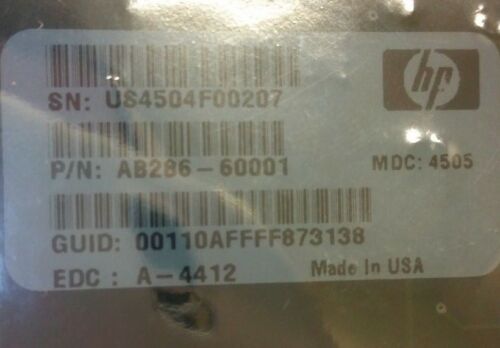 hp
SN: US4504F00207
P/N: AB286-60001
MDC: 4505
GUID: 00110AFFFF873138
EDC : A-4412
Made In USA